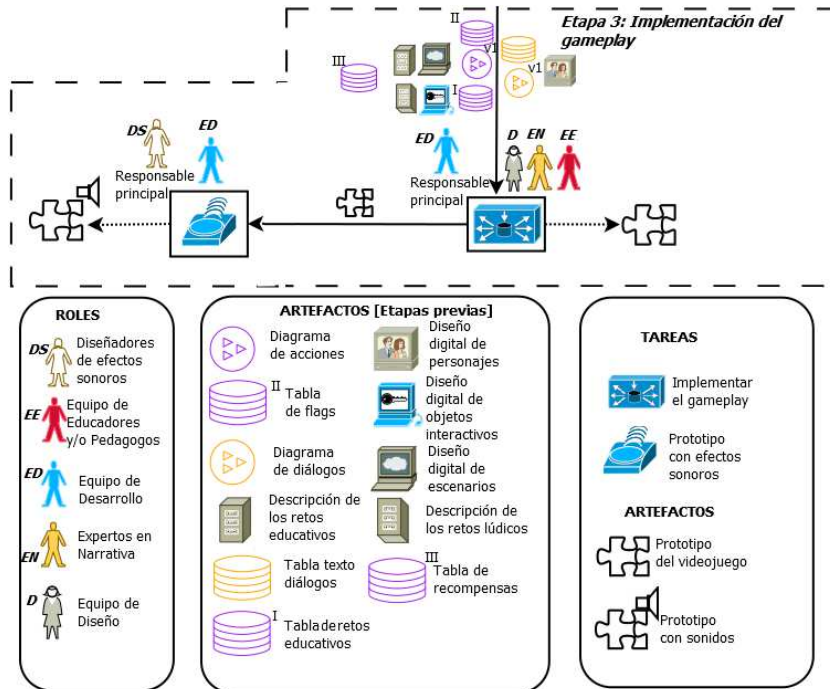 Etapa 3: Implementación del
gameplay
II
v1
v1
III
I
DS
ED
Responsable
principal
ED
Responsable
principal
D
EN
EE
ROLES
DS
Diseñadores
de efectos
sonoros
EE
Equipo de
Educadores
y/o Pedagogos
ED
Equipo de
Desarrollo
EN
Expertos en
Narrativa
D
Equipo de
Diseño
ARTEFACTOS [Etapas previas]
Diagrama
de acciones
II
Tabla
de flags
Diagrama
de diálogos
Descripción de
los retos
educativos
Tabla texto
diálogos
I
Tabla de retos
educativos
Diseño
digital de
personajes
Diseño
digital de
objetos
interactivos
Diseño
digital de
escenarios
Descripción de
los retos lúdicos
III
Tabla de
recompensas
TAREAS
Implementar
el gameplay
Prototipo
con efectos
sonoros
ARTEFACTOS
Prototipo
del videojuego
Prototipo
con sonidos